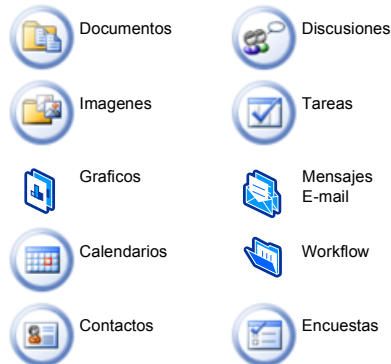 Documentos
Discusiones
Imagenes
Tareas
Graficos
Mensajes
E-mail
Calendarios
Workflow
Contactos
Encuestas